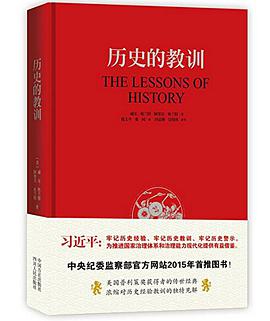 历史的教训
THE LESSONS OF
HISTORY
习近平:
牢记历史经验、牢记历史教训、牢记历史警示,
为推进国家治理体系和治理能力现代化提供有益借鉴。
中央纪委监察部官方网站2015年首推图书!
美国普利策奖获得者的传世经典
浓缩对历史经验教训的独特见解
历史的教训